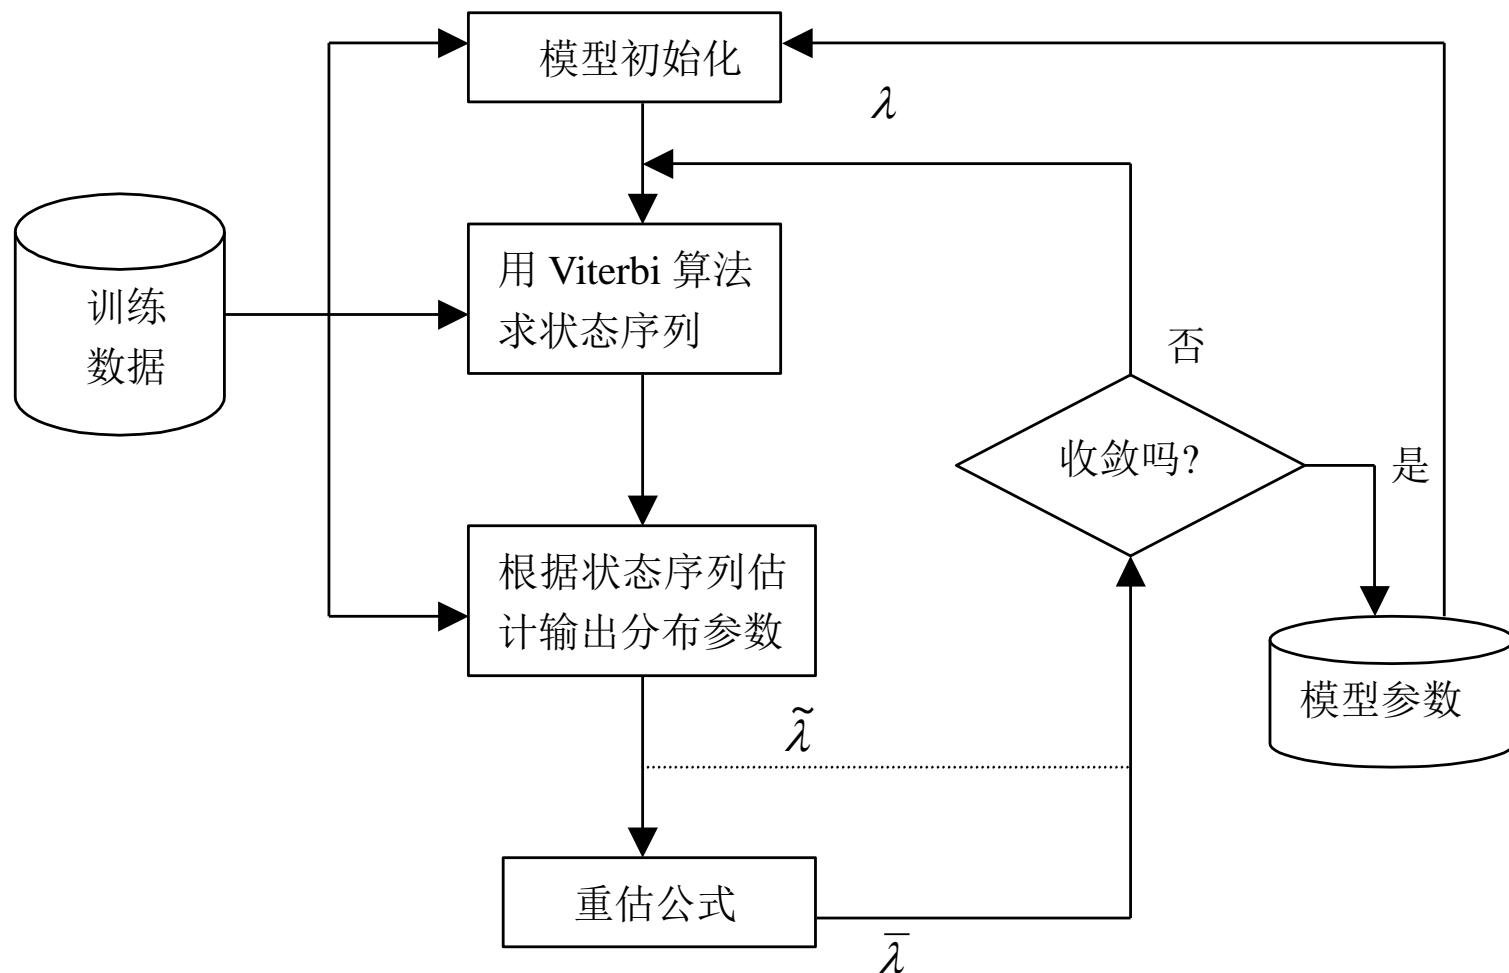 模型初始化
λ
用 Viterbi 算法
求状态序列
训练
数据
否
收敛吗?
是
根据状态序列估
计输出分布参数
模型参数
λ̃
重估公式
λ̅